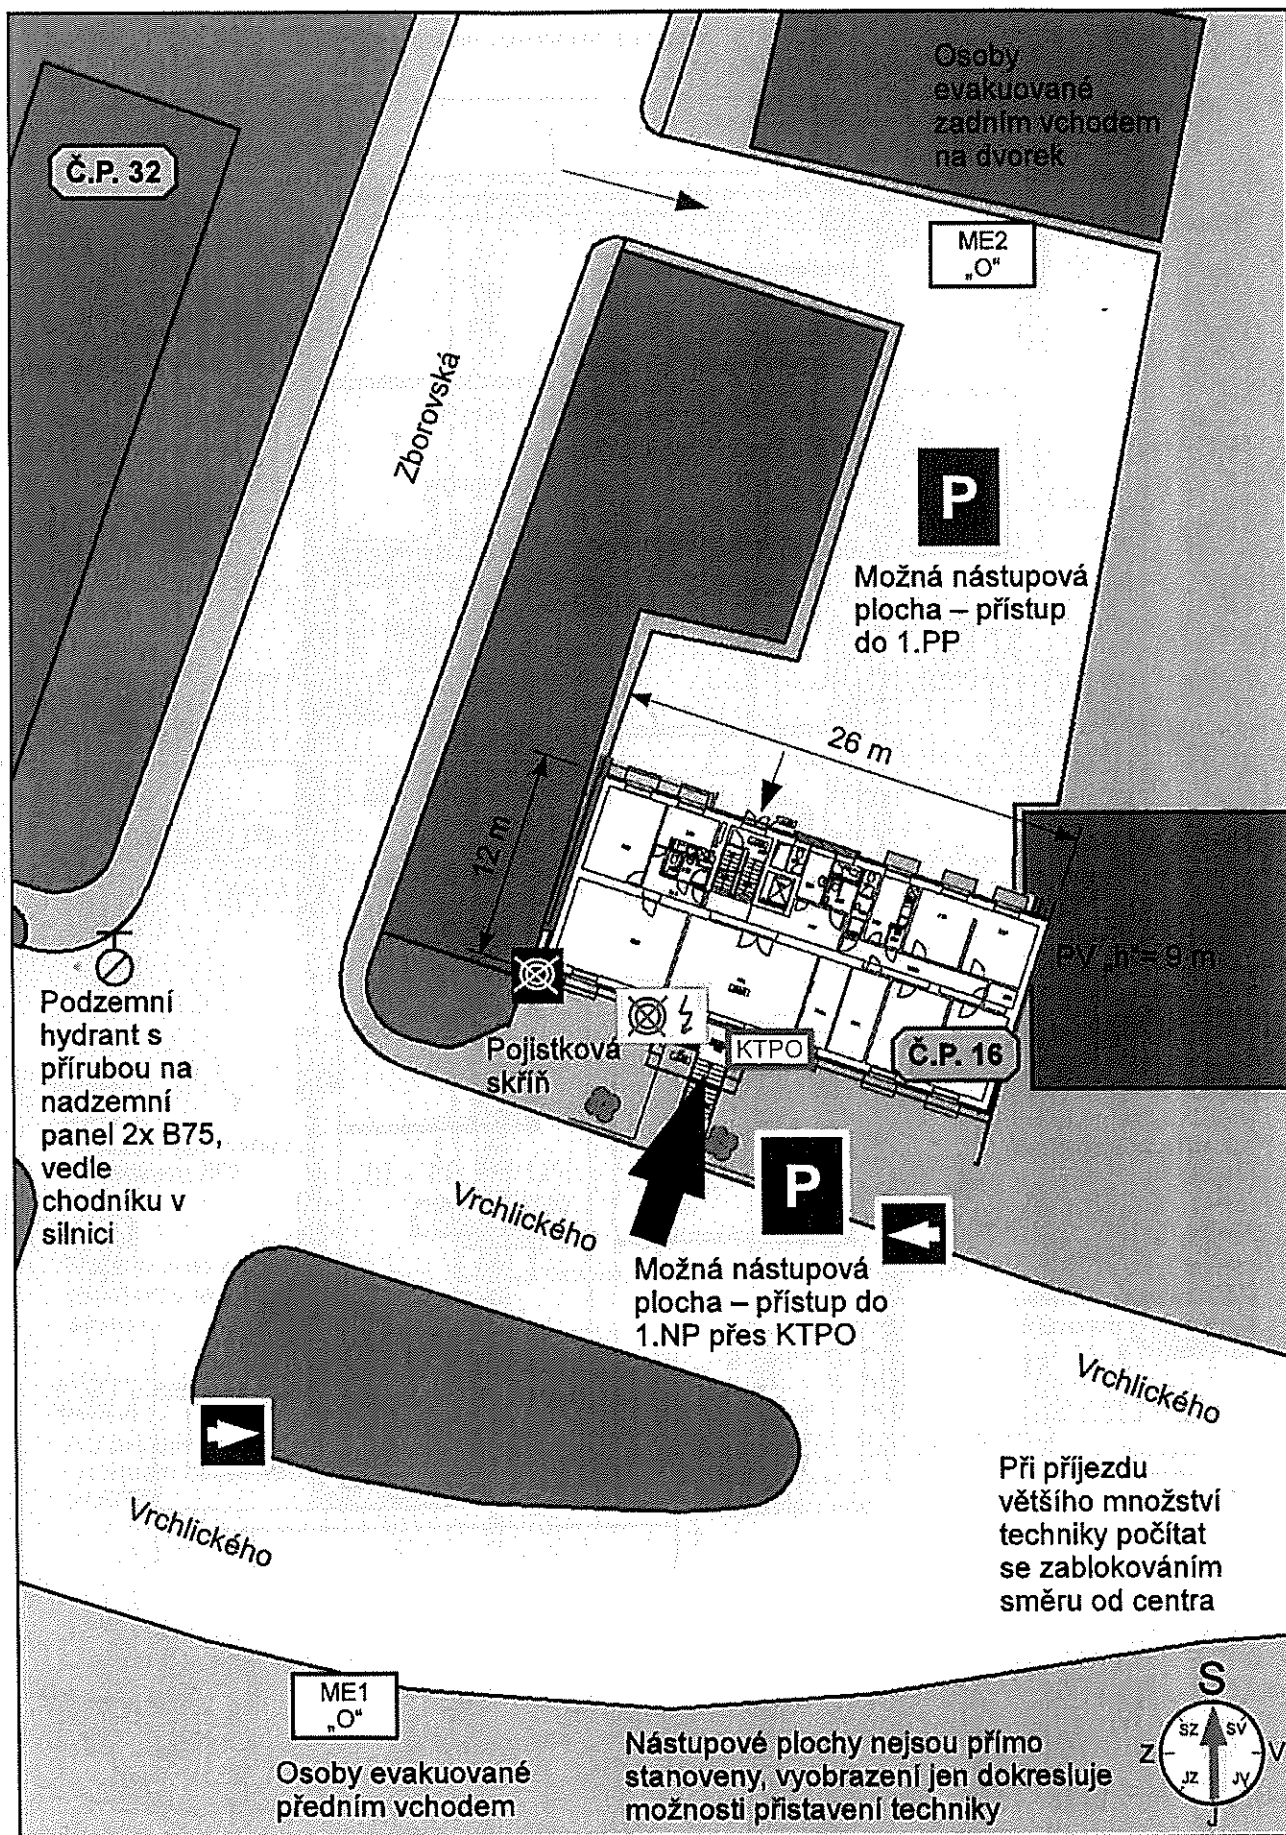 Osoby
evakuované
zadním vchodem
na dvorek
Č.P. 32
ME2
„O“
Zborovská
P
Možná nástupová
plocha – přístup
do 1.PP
26 m
12 m
PV „h“= 9 m
Podzemní
hydrant s
přírubou na
nadzemní
panel 2x B75,
vedle
chodníku v
silnici
Pojistková
skříň
KTPO
Č.P. 16
P
Vrchlického
Možná nástupová
plocha – přístup do
1.NP přes KTPO
Vrchlického
Vrchlického
Při příjezdu
většího množství
techniky počítat
se zablokováním
směru od centra
ME1
„O“
Osoby evakuované
předním vchodem
Nástupové plochy nejsou přímo
stanoveny, vyobrazení jen dokresluje
možnosti přistavení techniky
S
SZ SV
Z V
JZ JV
J